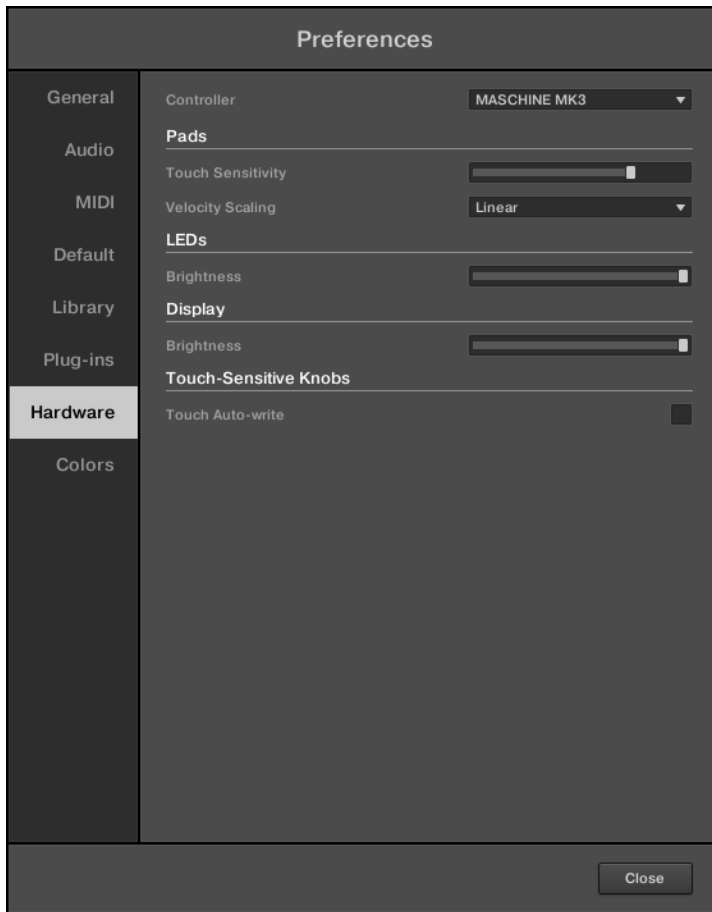 Preferences
General
Audio
MIDI
Default
Library
Plug-ins
Hardware
Colors
Controller MASCHINE MK3
Pads
Touch Sensitivity
Velocity Scaling Linear
LEDs
Brightness
Display
Brightness
Touch-Sensitive Knobs
Touch Auto-write
Close